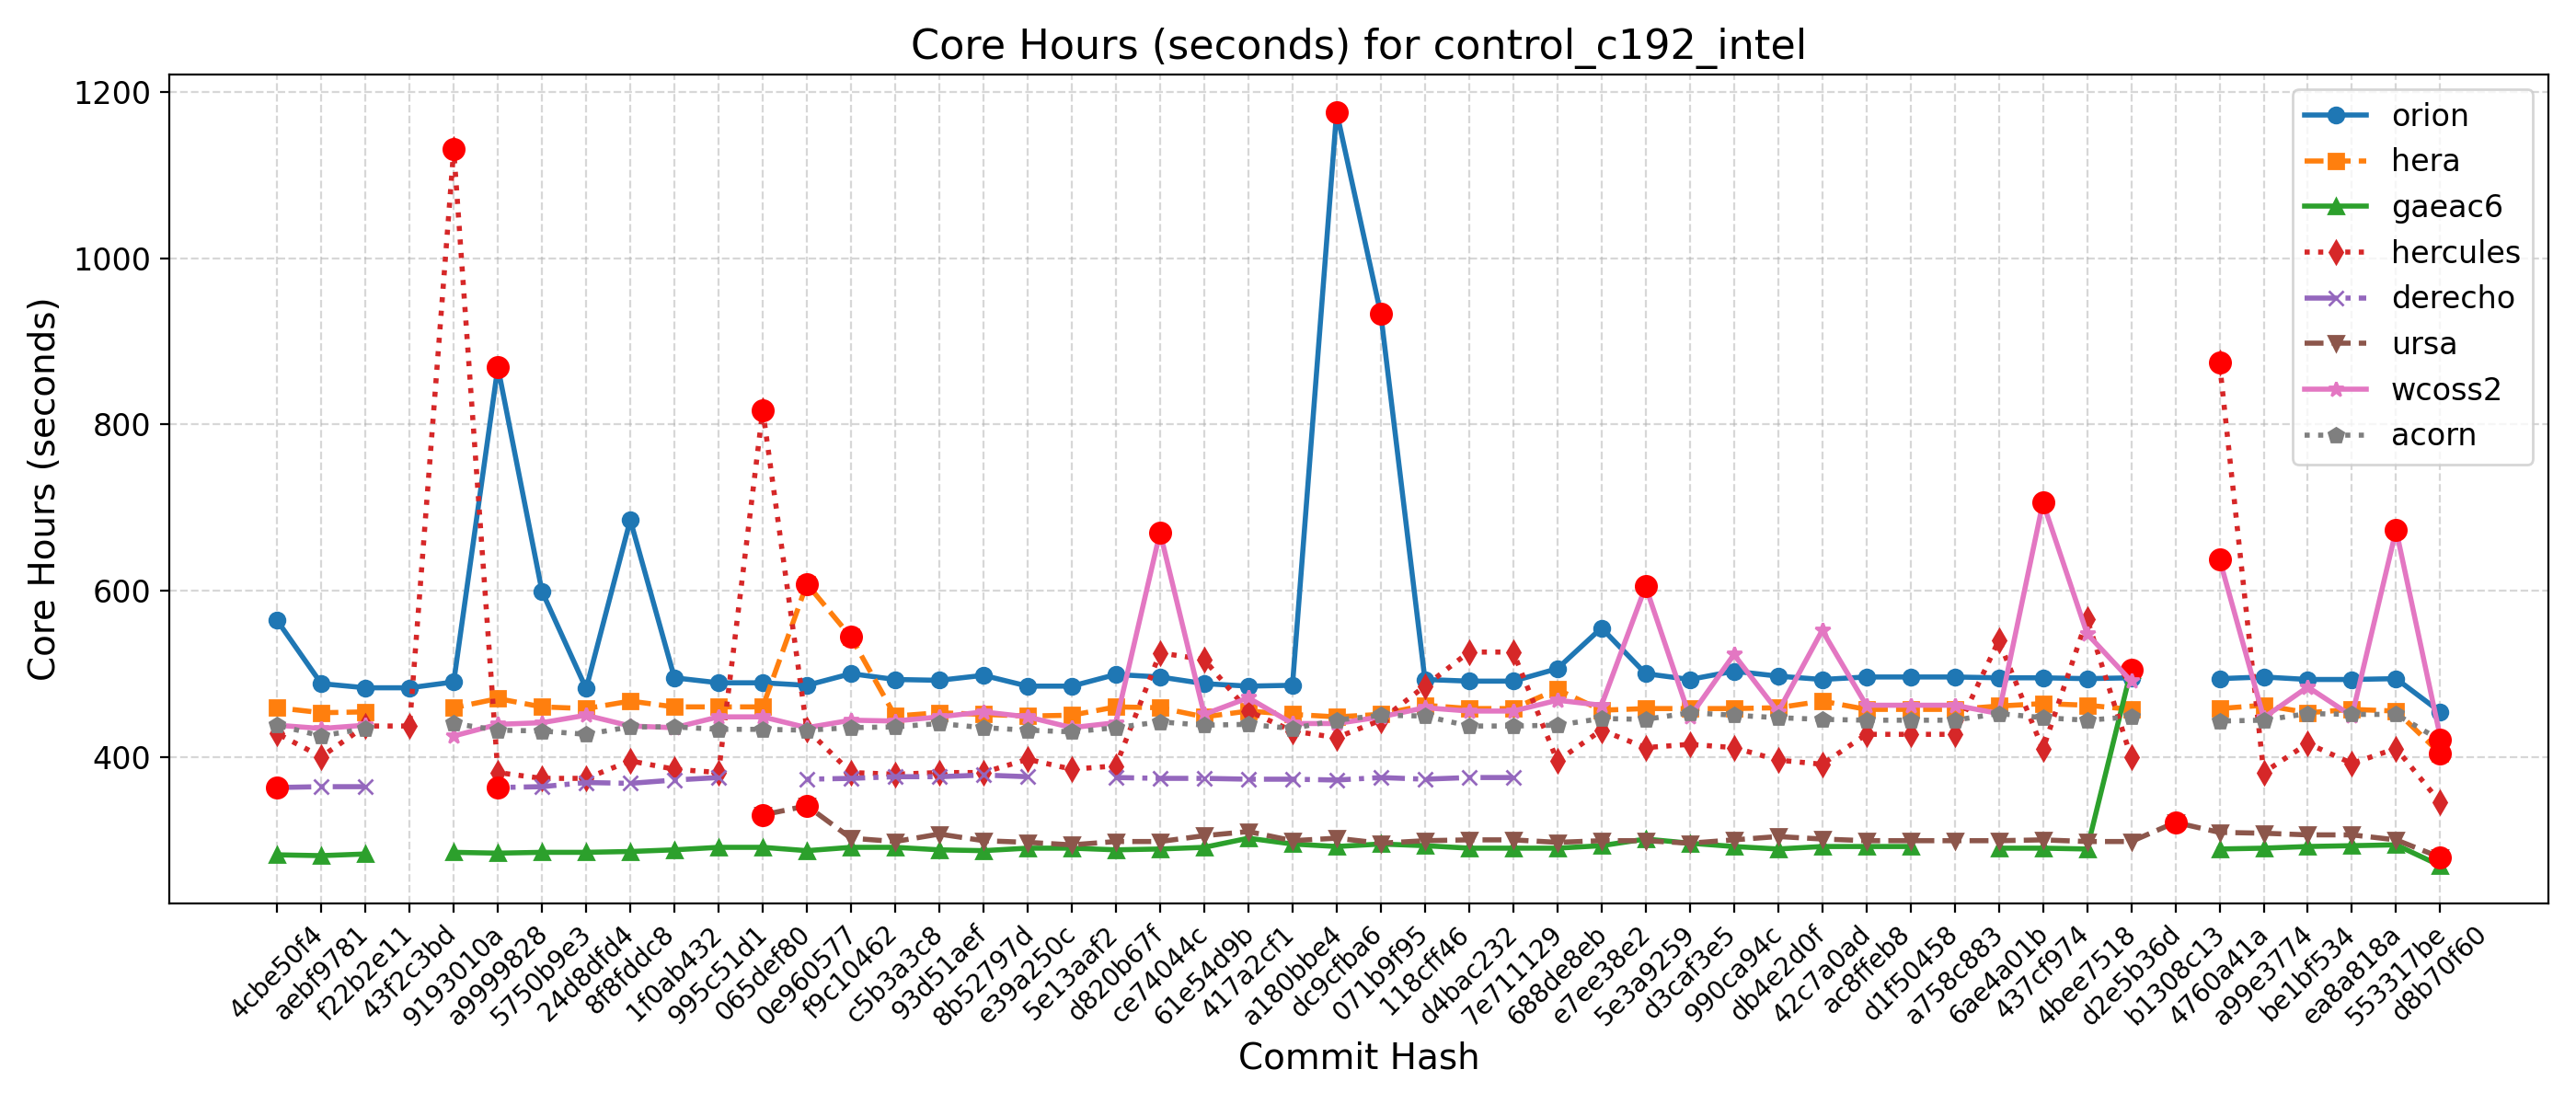 Core Hours (seconds) for control_c192_intel
Core Hours (seconds)
1200
1000
800
600
400
orion
hera
gaeac6
hercules
derecho
ursa
wcoss2
acorn
4cbe50f4
aebf9781
f22b2e11
43f2c3bd
9193010a
a9999828
5750b9e3
24d8dfd4
8f8fddc8
1f0ab432
995c51d1
065def80
0e960577
f9c10462
c5b3a3c8
93d51aef
8b52797d
e39a250c
5e13aaf2
d820b67f
ce74044c
61e54d9b
417a2cf1
a180bbe4
dc9cfba6
071b9f95
118cff46
d4bac232
7e711129
688de8eb
e7ee38e2
5e3a9259
d3caf3e5
990ca94c
db4e2d0f
42c7a0ad
ac8ffeb8
d1f50458
a758c883
6ae4a01b
437cf974
4bee7518
d2e5b36d
b1308c13
4760a41a
a99e3774
be1bf534
ea8a818a
553317be
d8b70f60
Commit Hash